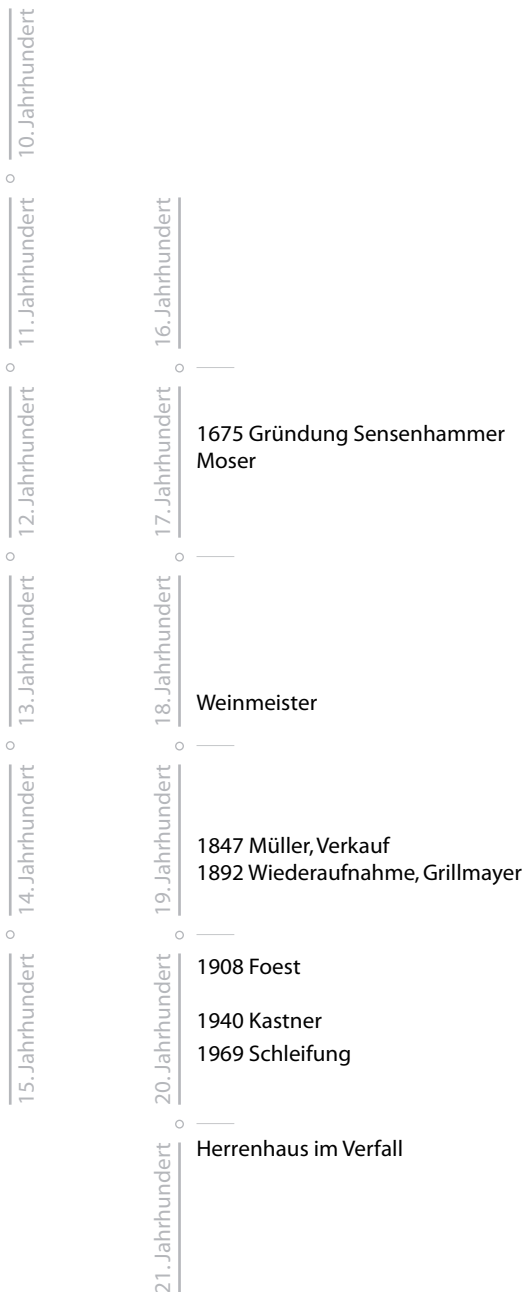 10. Jahrhundert
11. Jahrhundert
12. Jahrhundert
13. Jahrhundert
14. Jahrhundert
15. Jahrhundert
16. Jahrhundert
17. Jahrhundert
1675 Gründung Sensenhammer
Moser
18. Jahrhundert
Weinmeister
19. Jahrhundert
1847 Müller, Verkauf
1892 Wiederaufnahme, Grillmayer
20. Jahrhundert
1908 Foest
1940 Kastner
1969 Schleifung
21. Jahrhundert
Herrenhaus im Verfall